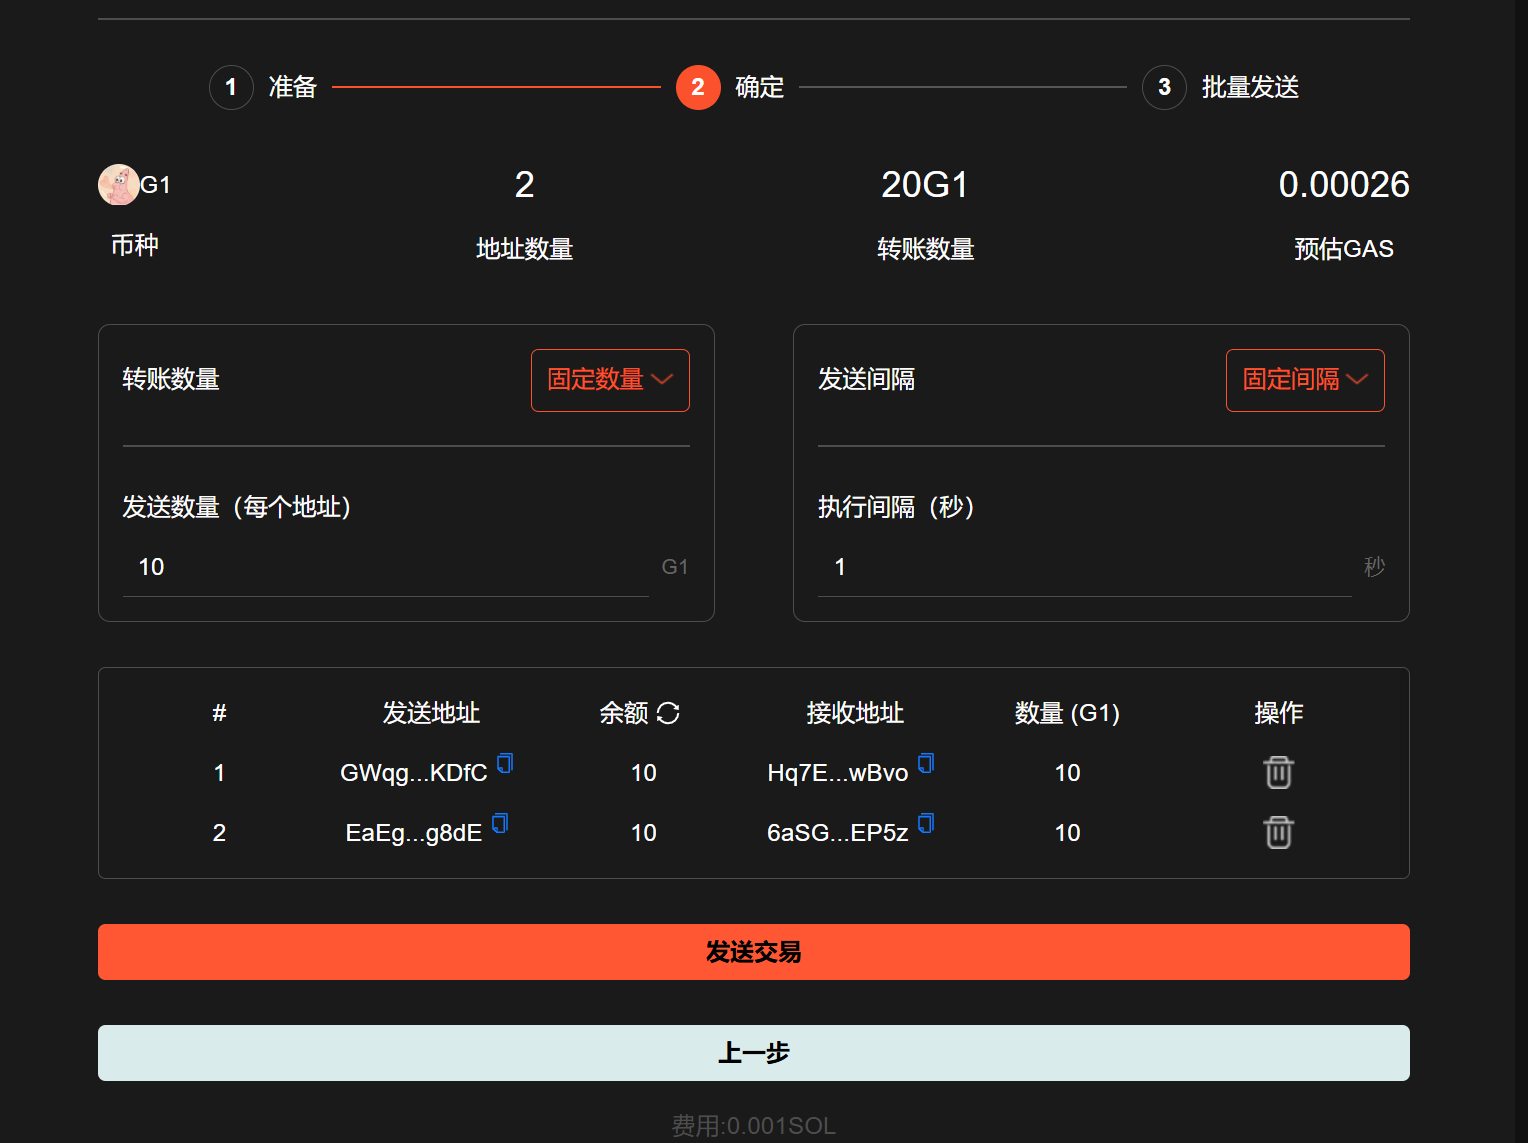 1 准备 2 确定 3 批量发送
G1 2 20G1 0.00026
币种 地址数量 转账数量 预估GAS
转账数量 固定数量 发送间隔 固定间隔
发送数量（每个地址） 执行间隔（秒）
10 G1 1 秒
# 发送地址 余额 接收地址 数量 (G1) 操作
1 GWqg...KDfC 10 Hq7E...wBvo 10
2 EaEg...g8dE 10 6aSG...EP5z 10
发送交易
上一步
费用:0.001SOL